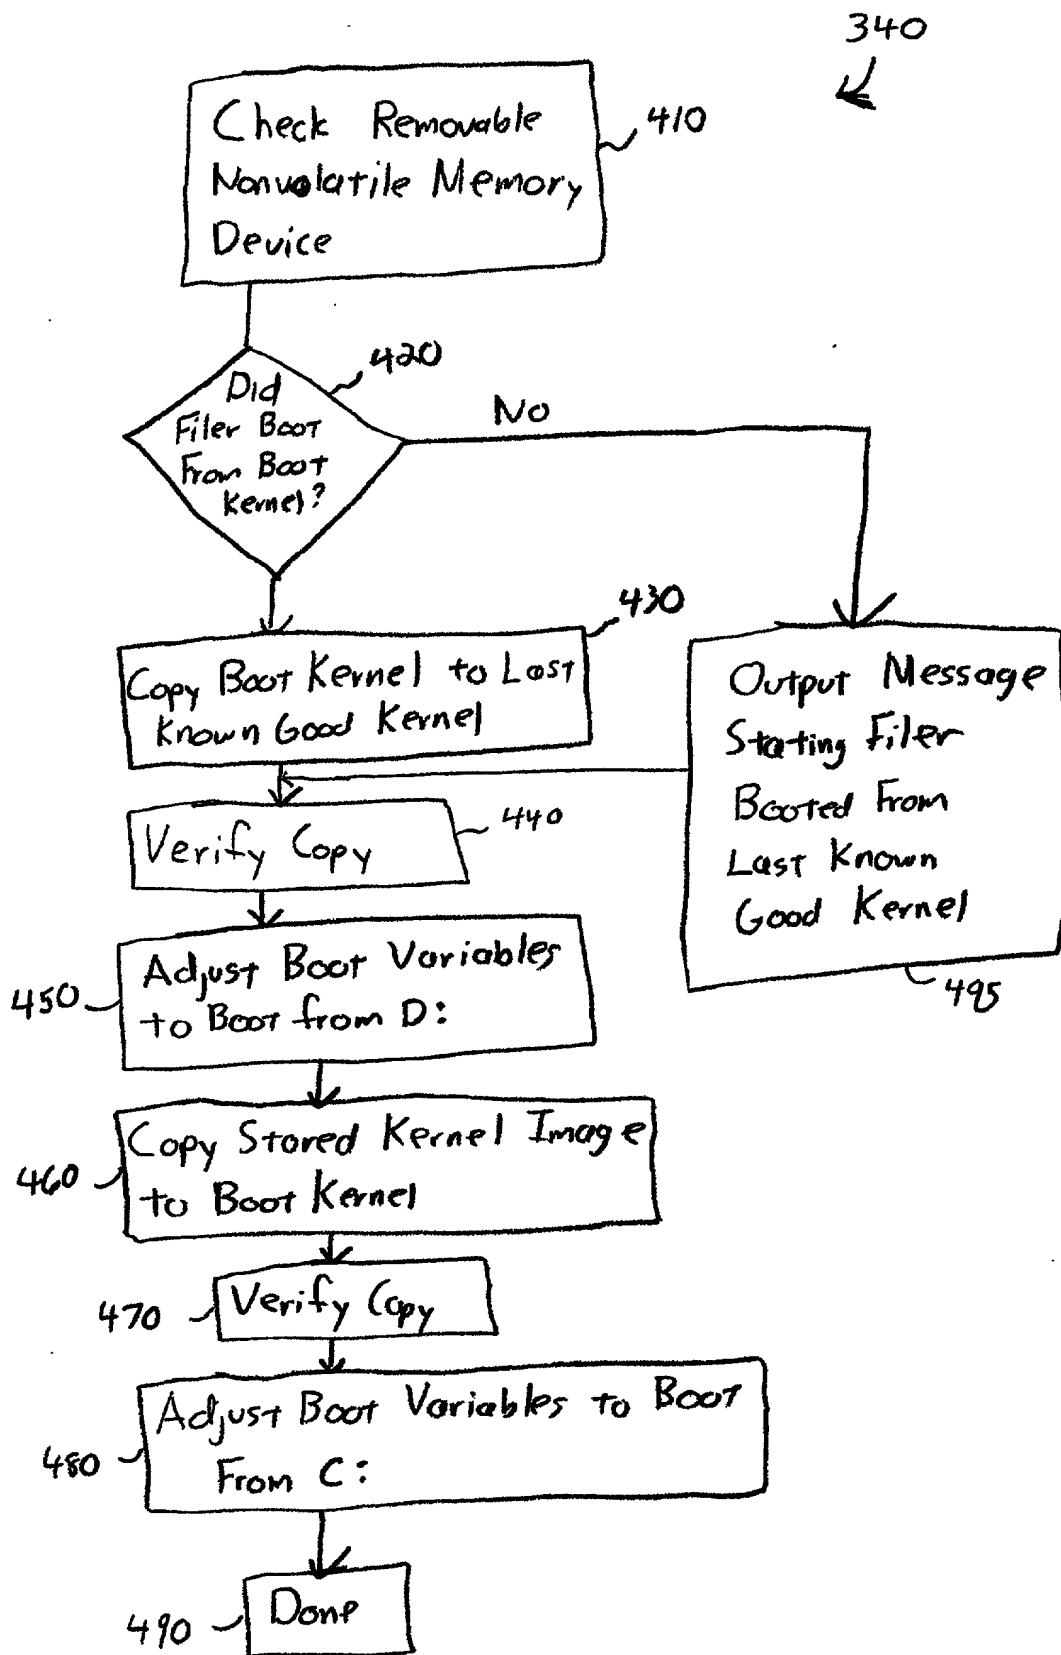 340
Check Removable
Nonvolatile Memory
Device
410
420
Did
Filer Boot
From Boot
Kernel?
No
430
Copy Boot Kernel to Last
Known Good Kernel
Output Message
Stating Filer
Booted From
Last Known
Good Kernel
495
Verify Copy
440
Adjust Boot Variables
to Boot from D:
450
Copy Stored Kernel Image
to Boot Kernel
460
Verify Copy
470
Adjust Boot Variables to Boot
From C:
480
Done
490